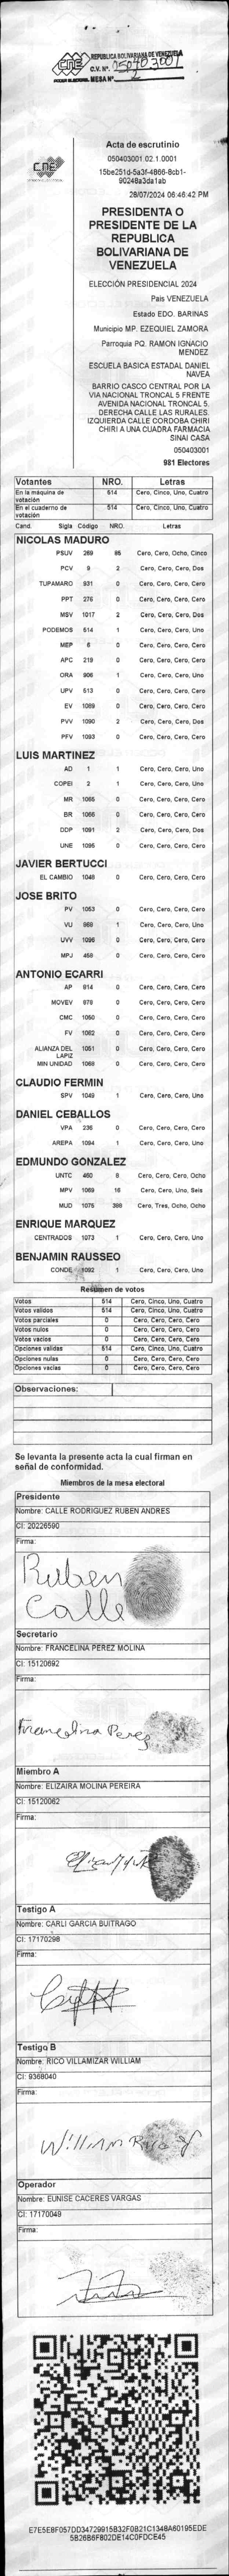 CNE
REPUBLICA BOLIVARIANA DE VENEZUELA
C.V. Nº. 050403001
PODER ELECTORAL MESA Nº 2
CNE
PODER ELECTORAL
Acta de escrutinio
050403001.02.1.0001
15be251d-5a3f-4866-8cb1-
90248a3da1ab
28/07/2024 06:46:42 PM
PRESIDENTA O
PRESIDENTE DE LA
REPUBLICA
BOLIVARIANA DE
VENEZUELA
ELECCIÓN PRESIDENCIAL 2024
Pais VENEZUELA
Estado EDO. BARINAS
Municipio MP. EZEQUIEL ZAMORA
Parroquia PQ. RAMON IGNACIO
MENDEZ
ESCUELA BASICA ESTADAL DANIEL
NAVEA
BARRIO CASCO CENTRAL POR LA
VIA NACIONAL TRONCAL 5 FRENTE
AVENIDA NACIONAL TRONCAL 5.
DERECHA CALLE LAS RURALES.
IZQUIERDA CALLE CORDOBA CHIRI
CHIRI A UNA CUADRA FARMACIA
SINAI CASA
050403001
981 Electores
Votantes NRO. Letras
En la máquina de votación 514 Cero, Cinco, Uno, Cuatro
En el cuaderno de votación 514 Cero, Cinco, Uno, Cuatro
Cand. Sigla Código NRO. Letras
NICOLAS MADURO
PSUV 269 85 Cero, Cero, Ocho, Cinco
PCV 9 2 Cero, Cero, Cero, Dos
TUPAMARO 931 0 Cero, Cero, Cero, Cero
PPT 276 0 Cero, Cero, Cero, Cero
MSV 1017 2 Cero, Cero, Cero, Dos
PODEMOS 514 1 Cero, Cero, Cero, Uno
MEP 6 0 Cero, Cero, Cero, Cero
APC 219 0 Cero, Cero, Cero, Cero
ORA 906 1 Cero, Cero, Cero, Uno
UPV 513 0 Cero, Cero, Cero, Cero
EV 1089 0 Cero, Cero, Cero, Cero
PVV 1090 2 Cero, Cero, Cero, Dos
PFV 1093 0 Cero, Cero, Cero, Cero
LUIS MARTINEZ
AD 1 1 Cero, Cero, Cero, Uno
COPEI 2 1 Cero, Cero, Cero, Uno
MR 1065 0 Cero, Cero, Cero, Cero
BR 1066 0 Cero, Cero, Cero, Cero
DDP 1091 2 Cero, Cero, Cero, Dos
UNE 1095 0 Cero, Cero, Cero, Cero
JAVIER BERTUCCI
EL CAMBIO 1048 0 Cero, Cero, Cero, Cero
JOSE BRITO
PV 1053 0 Cero, Cero, Cero, Cero
VU 868 1 Cero, Cero, Cero, Uno
UVV 1096 0 Cero, Cero, Cero, Cero
MPJ 458 0 Cero, Cero, Cero, Cero
ANTONIO ECARRI
AP 814 0 Cero, Cero, Cero, Cero
MOVEV 878 0 Cero, Cero, Cero, Cero
CMC 1050 0 Cero, Cero, Cero, Cero
FV 1062 0 Cero, Cero, Cero, Cero
ALIANZA DEL LAPIZ 1051 0 Cero, Cero, Cero, Cero
MIN UNIDAD 1068 0 Cero, Cero, Cero, Cero
CLAUDIO FERMIN
SPV 1049 1 Cero, Cero, Cero, Uno
DANIEL CEBALLOS
VPA 236 0 Cero, Cero, Cero, Cero
AREPA 1094 1 Cero, Cero, Cero, Uno
EDMUNDO GONZALEZ
UNTC 460 8 Cero, Cero, Cero, Ocho
MPV 1069 16 Cero, Cero, Uno, Seis
MUD 1075 388 Cero, Tres, Ocho, Ocho
ENRIQUE MARQUEZ
CENTRADOS 1073 1 Cero, Cero, Cero, Uno
BENJAMIN RAUSSEO
CONDE 1092 1 Cero, Cero, Cero, Uno
Resumen de votos
Votos 514 Cero, Cinco, Uno, Cuatro
Votos validos 514 Cero, Cinco, Uno, Cuatro
Votos parciales 0 Cero, Cero, Cero, Cero
Votos nulos 0 Cero, Cero, Cero, Cero
Votos vacios 0 Cero, Cero, Cero, Cero
Opciones validas 514 Cero, Cinco, Uno, Cuatro
Opciones nulas 0 Cero, Cero, Cero, Cero
Opciones vacias 0 Cero, Cero, Cero, Cero
Observaciones:
Se levanta la presente acta la cual firman en
señal de conformidad.
Miembros de la mesa electoral
Presidente
Nombre: CALLE RODRIGUEZ RUBEN ANDRES
CI: 20226590
Firma:
Ruben
Calle
Secretario
Nombre: FRANCELINA PEREZ MOLINA
CI: 15120692
Firma:
Francelina Perez
Miembro A
Nombre: ELIZAIRA MOLINA PEREIRA
CI: 15120062
Firma:
Testigo A
Nombre: CARLI GARCIA BUITRAGO
CI: 17170298
Firma:
Testigo B
Nombre: RICO VILLAMIZAR WILLIAM
CI: 9368040
Firma:
William Rico
Operador
Nombre: EUNISE CACERES VARGAS
CI: 17170049
Firma:
E7E5E8F057DD34729915B32F0B21C1348A60195EDE
5B26B6F802DE14C0FDCE45